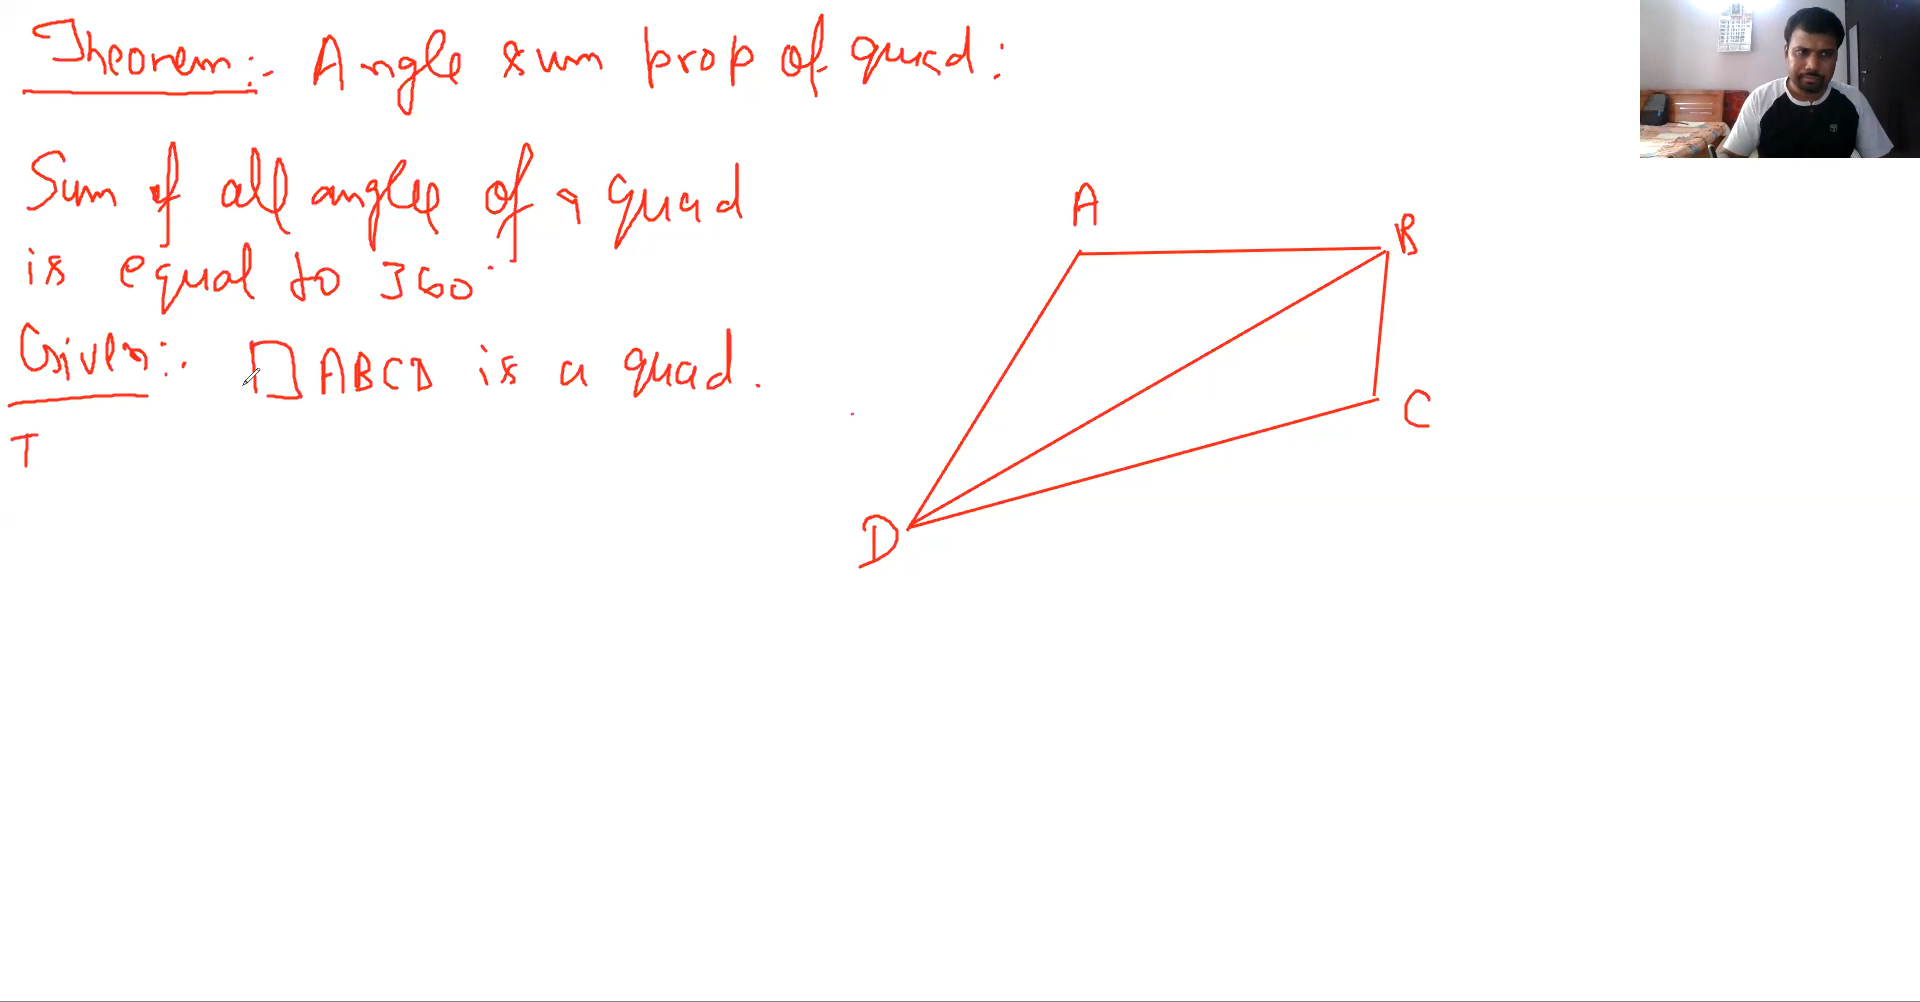 Theorem:- Angle sum prop of quad:
Sum of all angles of a quad
is equal to 360°
Given:- □ABCD is a quad.
T
A
B
C
D